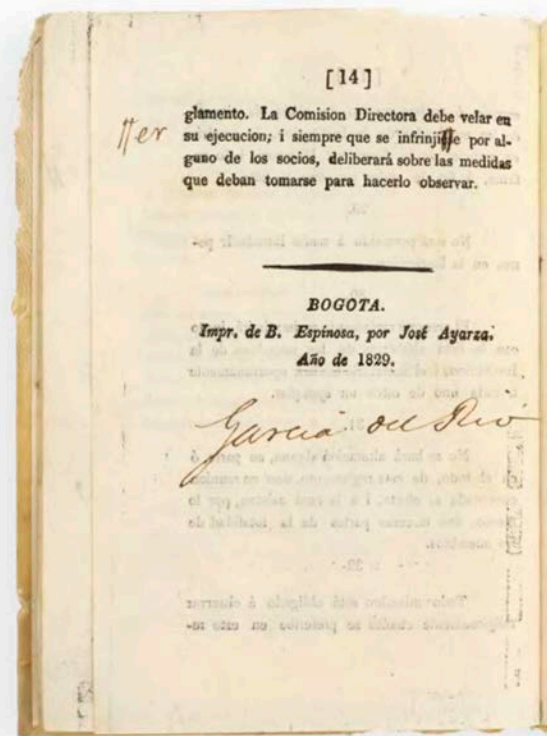 [14]
glamento. La Comision Directora debe velar en
su ejecucion; i siempre que se infrinjiere por al-
guno de los socios, deliberará sobre las medidas
que deban tomarse para hacerlo observar.
BOGOTA.
Impr. de B. Espinosa, por José Ayarza.
Año de 1829.
Garcia del Rio